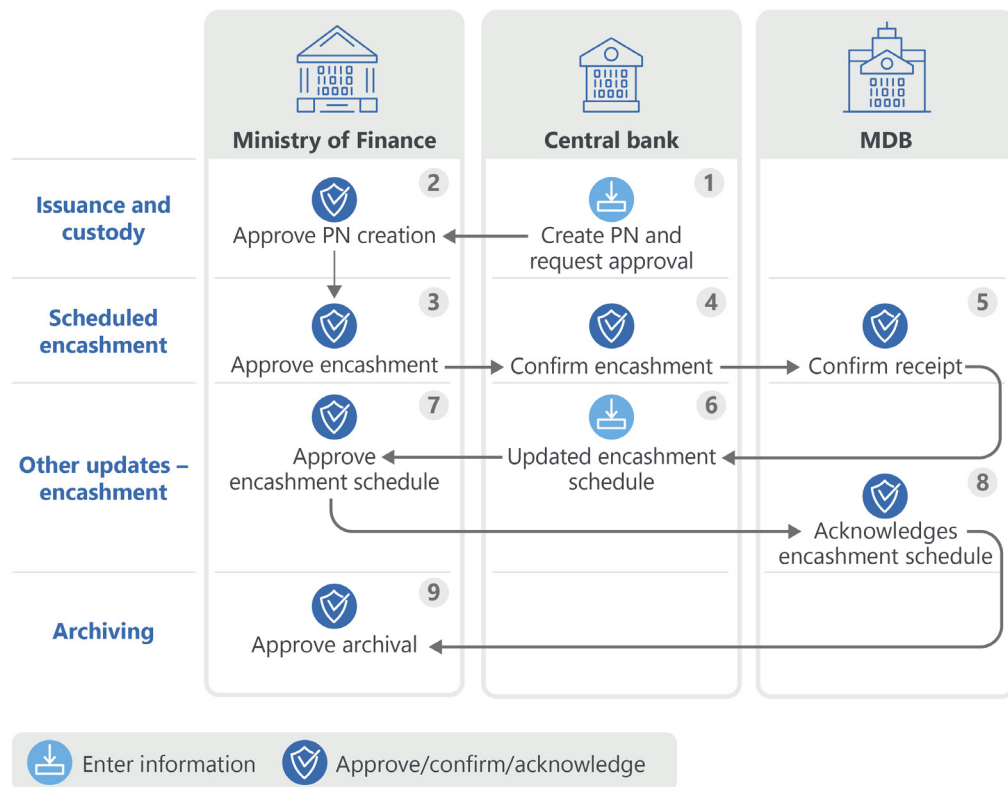 Ministry of Finance
Central bank
MDB
Issuance and
custody
2
Approve PN creation
1
Create PN and
request approval
Scheduled
encashment
3
Approve encashment
4
Confirm encashment
5
Confirm receipt
Other updates –
encashment
7
Approve
encashment schedule
6
Updated encashment
schedule
8
Acknowledges
encashment schedule
Archiving
9
Approve archival
Enter information
Approve/confirm/acknowledge